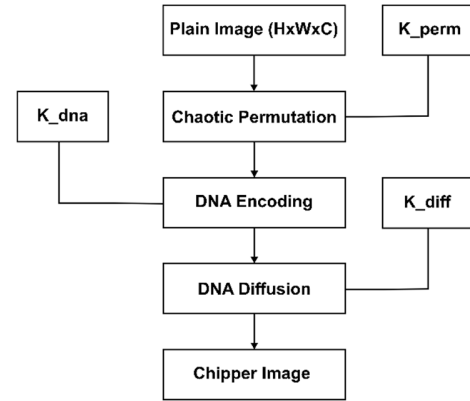 Plain Image (HxWxC)
K_perm
K_dna
Chaotic Permutation
DNA Encoding
K_diff
DNA Diffusion
Chipper Image